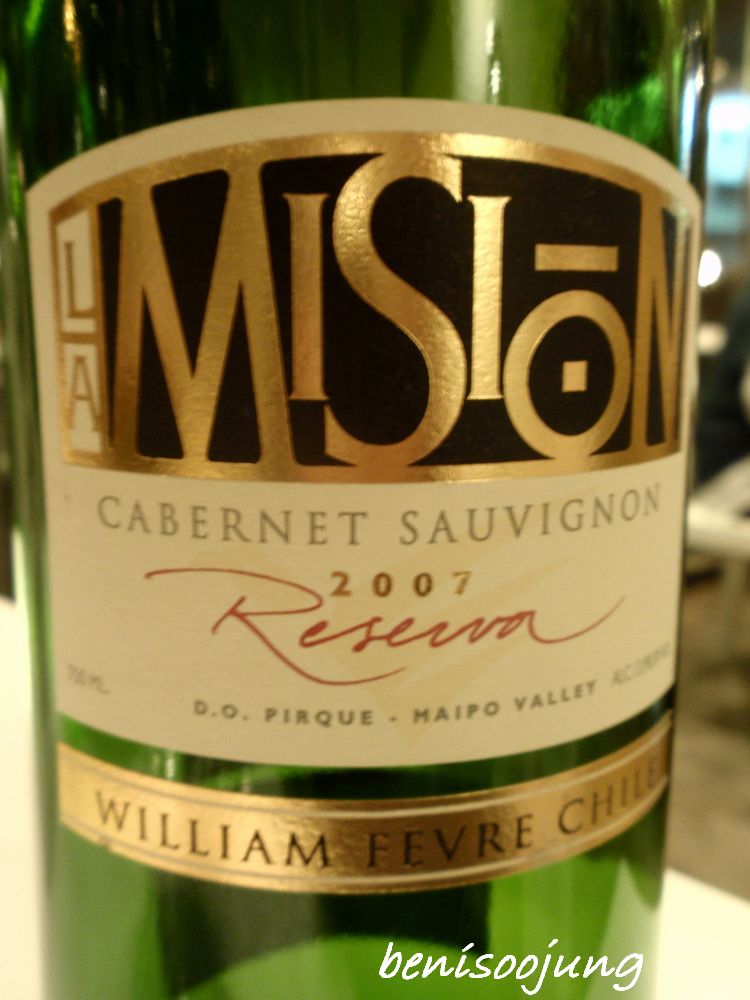 LA
MISIŌN
CABERNET SAUVIGNON
2007
Reserva
750 ML.
D.O. PIRQUE - MAIPO VALLEY
WILLIAM FEVRE CHILE
benisoojung